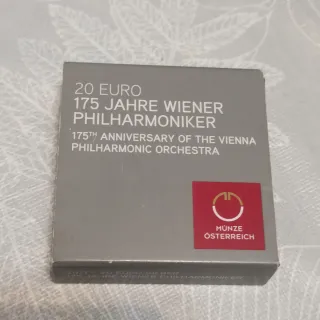 20 EURO
175 JAHRE WIENER
PHILHARMONIKER
175TH ANNIVERSARY OF THE VIENNA
PHILHARMONIC ORCHESTRA
MÜNZE
ÖSTERREICH